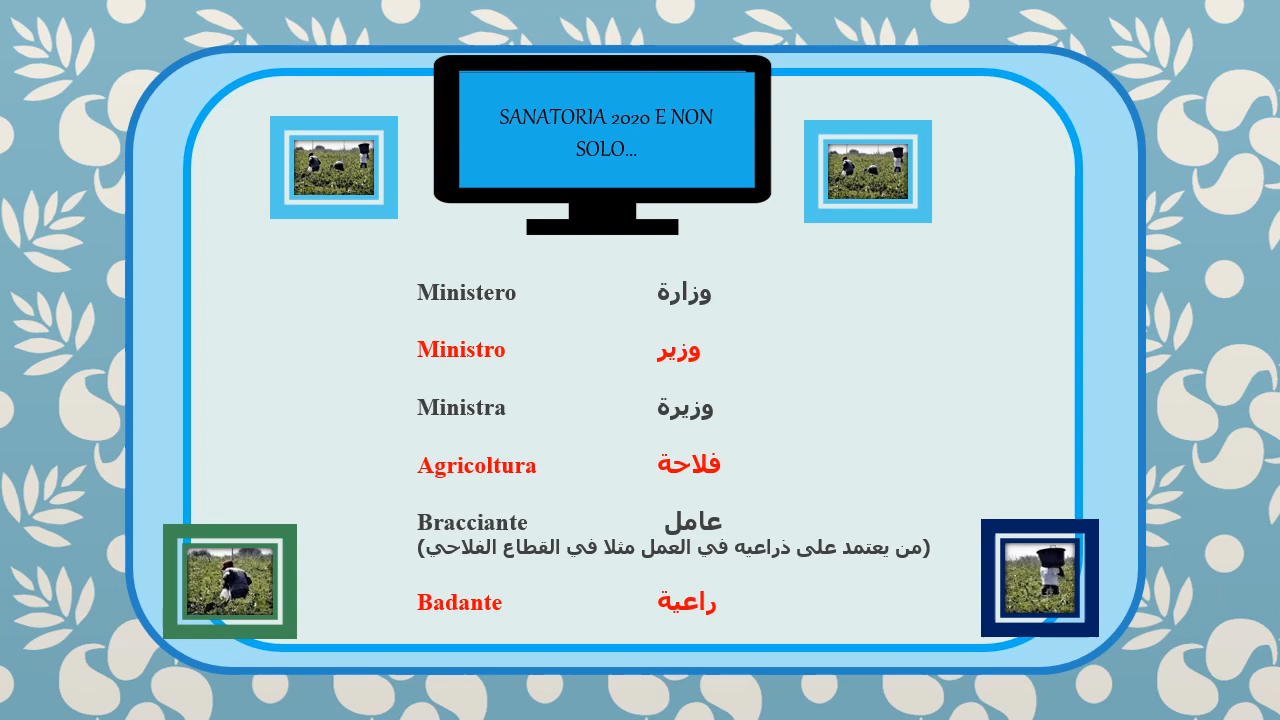 SANATORIA 2020 E NON
SOLO...
Ministero وزارة
Ministro وزير
Ministra وزيرة
Agricoltura فلاحة
Bracciante عامل
(من يعتمد على ذراعيه في العمل مثلا في القطاع الفلاحي)
Badante راعية